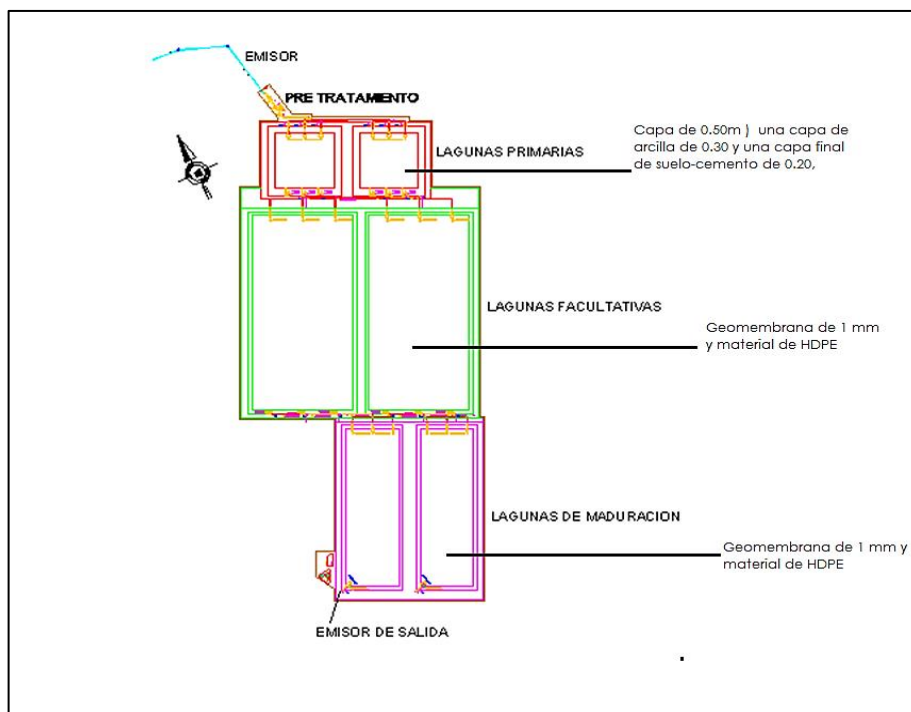 EMISOR
PRE TRATAMIENTO
LAGUNAS PRIMARIAS
Capa de 0.50m ) una capa de
arcilla de 0.30 y una capa final
de suelo-cemento de 0.20,
LAGUNAS FACULTATIVAS
Geomembrana de 1 mm
y material de HDPE
LAGUNAS DE MADURACION
Geomembrana de 1 mm y
material de HDPE
EMISOR DE SALIDA